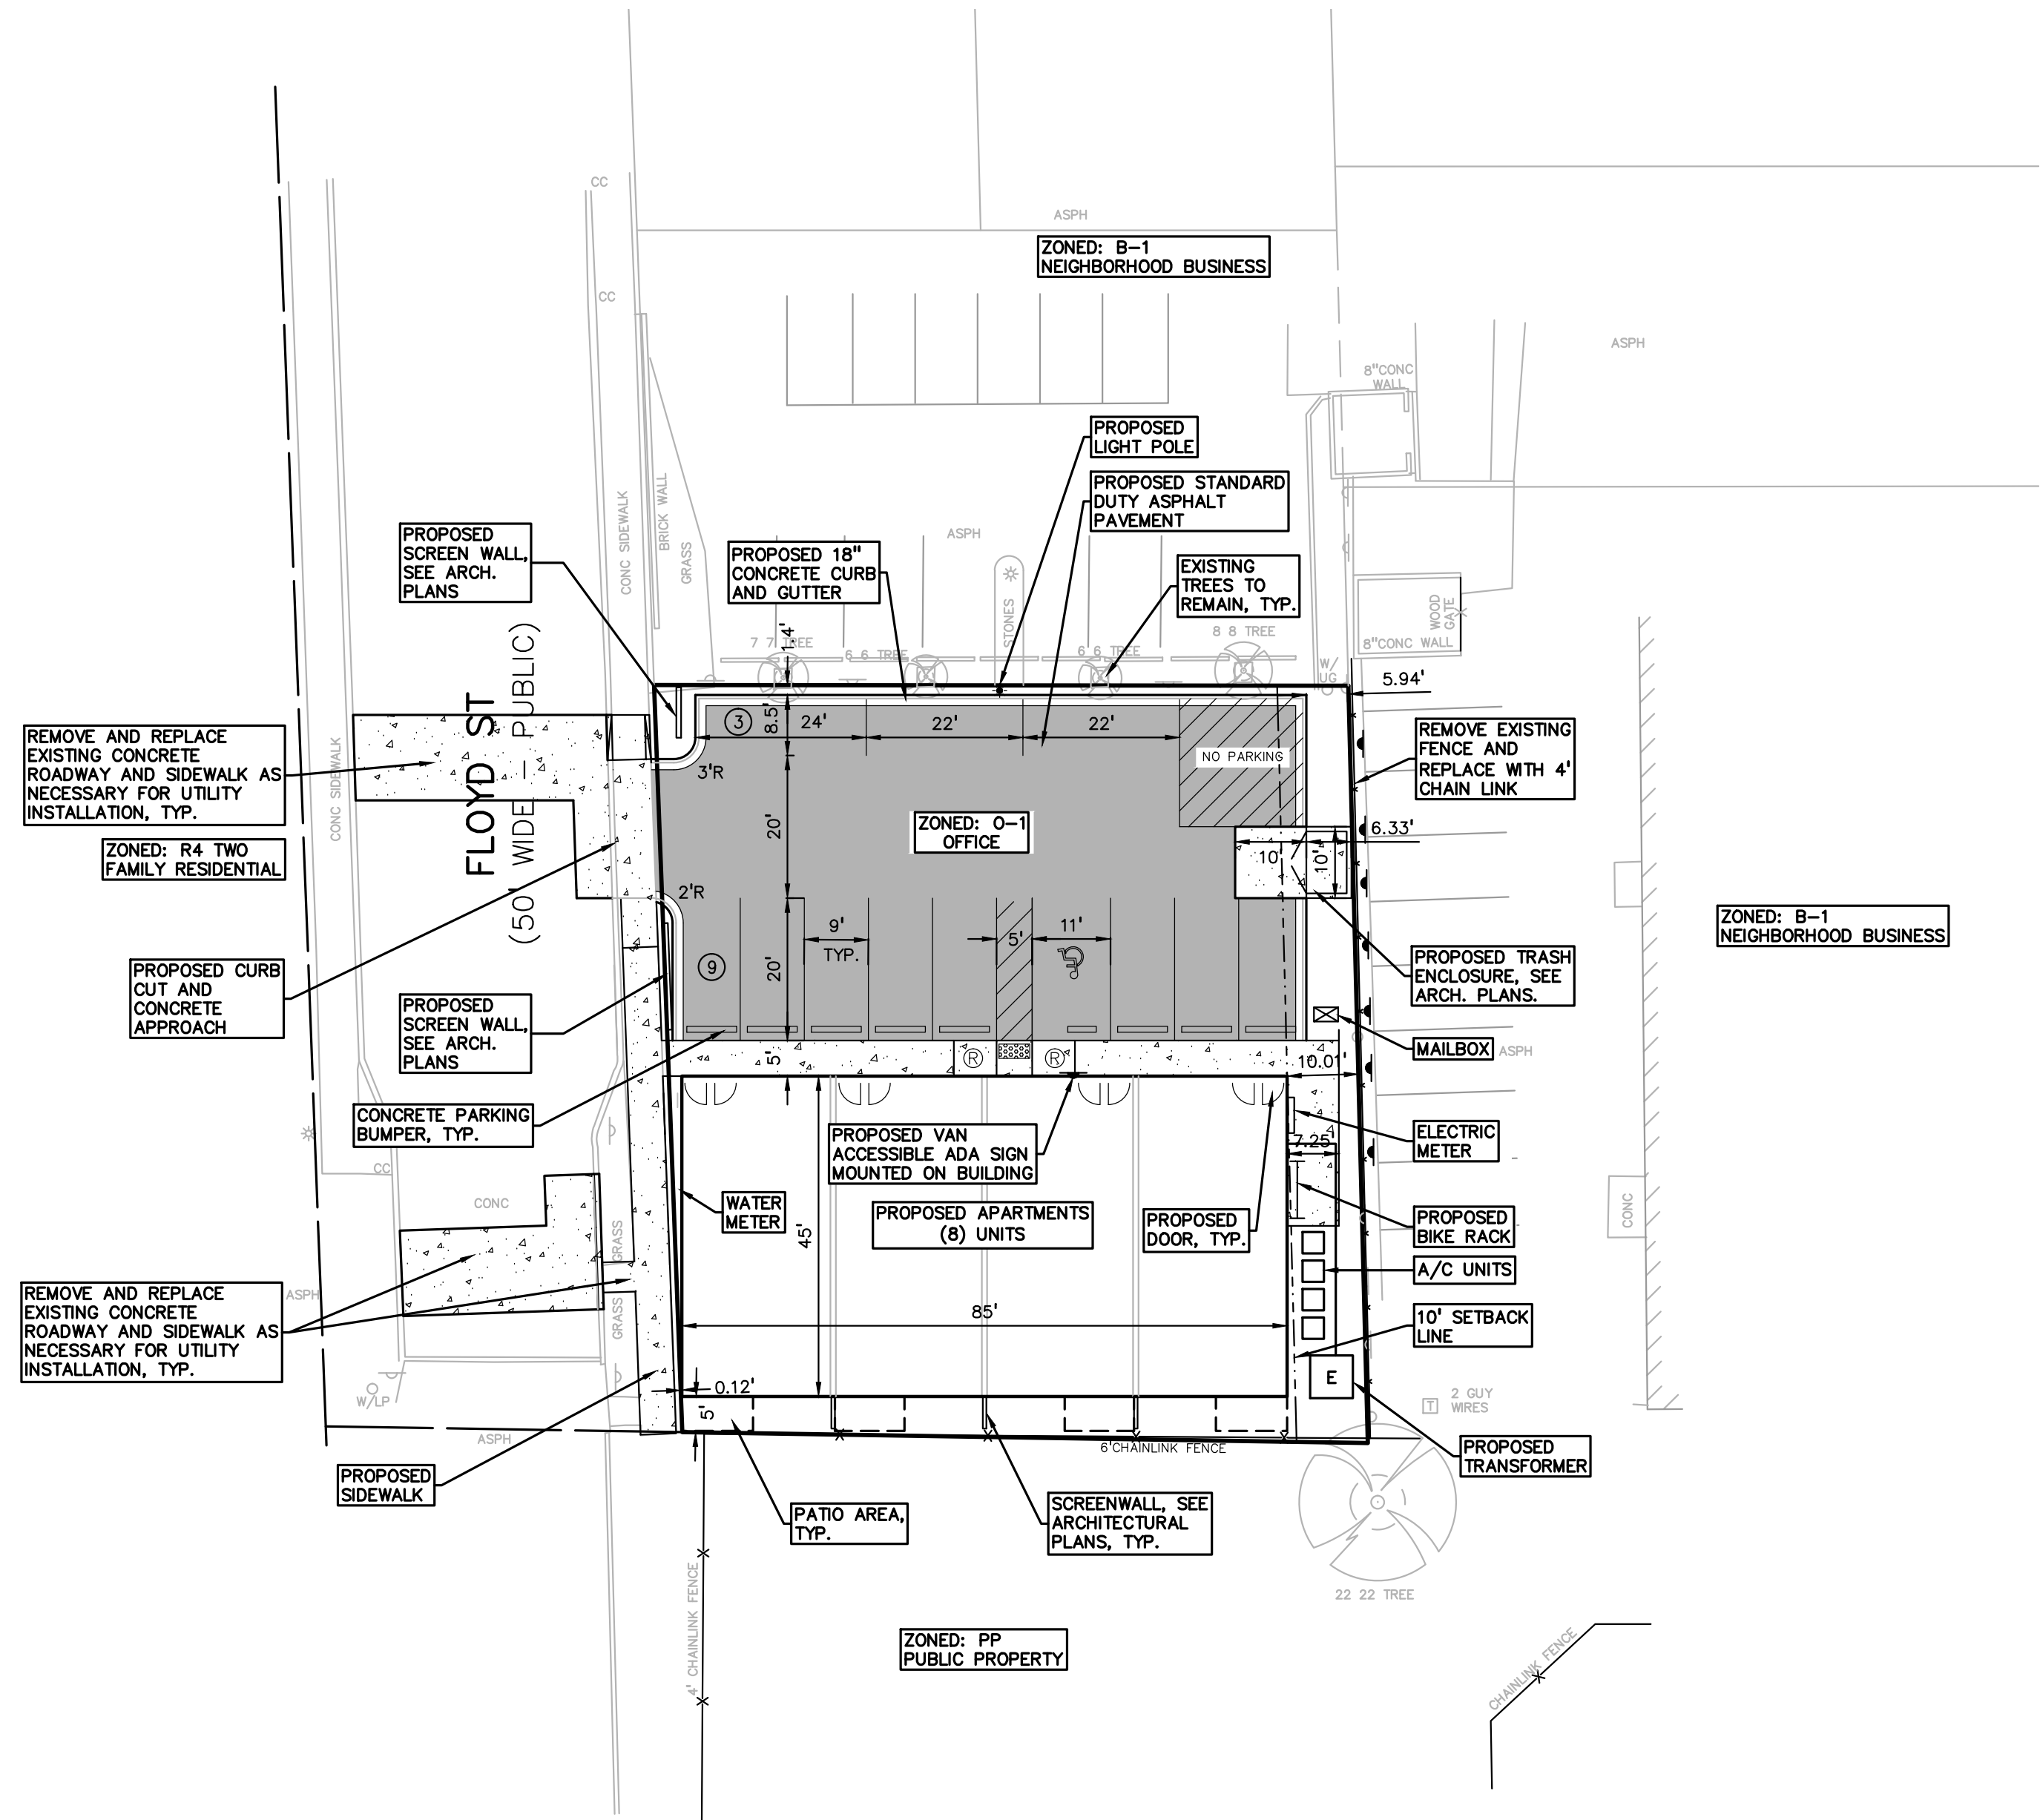 CC
ASPH
ZONED: B-1
NEIGHBORHOOD BUSINESS
CC
ASPH
8"CONC
WALL
PROPOSED
LIGHT POLE
PROPOSED STANDARD
DUTY ASPHALT
PAVEMENT
CONC SIDEWALK
BRICK WALL
GRASS
ASPH
PROPOSED
SCREEN WALL,
SEE ARCH.
PLANS
PROPOSED 18"
CONCRETE CURB
AND GUTTER
EXISTING
TREES TO
REMAIN, TYP.
STONES
WOOD
GATE
8"CONC WALL
7 7 TREE
1.4'
6 6 TREE
6 6 TREE
8 8 TREE
W/
UG
5.94'
FLOYD ST
(50' WIDE - PUBLIC)
CONC SIDEWALK
REMOVE AND REPLACE
EXISTING CONCRETE
ROADWAY AND SIDEWALK AS
NECESSARY FOR UTILITY
INSTALLATION, TYP.
3
8.5'
24'
22'
22'
NO PARKING
REMOVE EXISTING
FENCE AND
REPLACE WITH 4'
CHAIN LINK
3'R
20'
ZONED: O-1
OFFICE
6.33'
10'
10'
ZONED: R4 TWO
FAMILY RESIDENTIAL
2'R
9'
TYP.
5'
11'
ZONED: B-1
NEIGHBORHOOD BUSINESS
PROPOSED CURB
CUT AND
CONCRETE
APPROACH
9
20'
PROPOSED TRASH
ENCLOSURE, SEE
ARCH. PLANS.
PROPOSED
SCREEN WALL,
SEE ARCH.
PLANS
MAILBOX
ASPH
5'
R
R
10.01'
CONCRETE PARKING
BUMPER, TYP.
PROPOSED VAN
ACCESSIBLE ADA SIGN
MOUNTED ON BUILDING
ELECTRIC
METER
7.25'
CC
CONC
GRASS
WATER
METER
45'
PROPOSED APARTMENTS
(8) UNITS
PROPOSED
DOOR, TYP.
PROPOSED
BIKE RACK
CONC
A/C UNITS
REMOVE AND REPLACE
EXISTING CONCRETE
ROADWAY AND SIDEWALK AS
NECESSARY FOR UTILITY
INSTALLATION, TYP.
ASPH
GRASS
85'
10' SETBACK
LINE
W/LP
0.12'
5'
E
T
2 GUY
WIRES
ASPH
6'CHAINLINK FENCE
PROPOSED
TRANSFORMER
PROPOSED
SIDEWALK
PATIO AREA,
TYP.
SCREENWALL, SEE
ARCHITECTURAL
PLANS, TYP.
4' CHAINLINK FENCE
22 22 TREE
ZONED: PP
PUBLIC PROPERTY
CHAINLINK FENCE